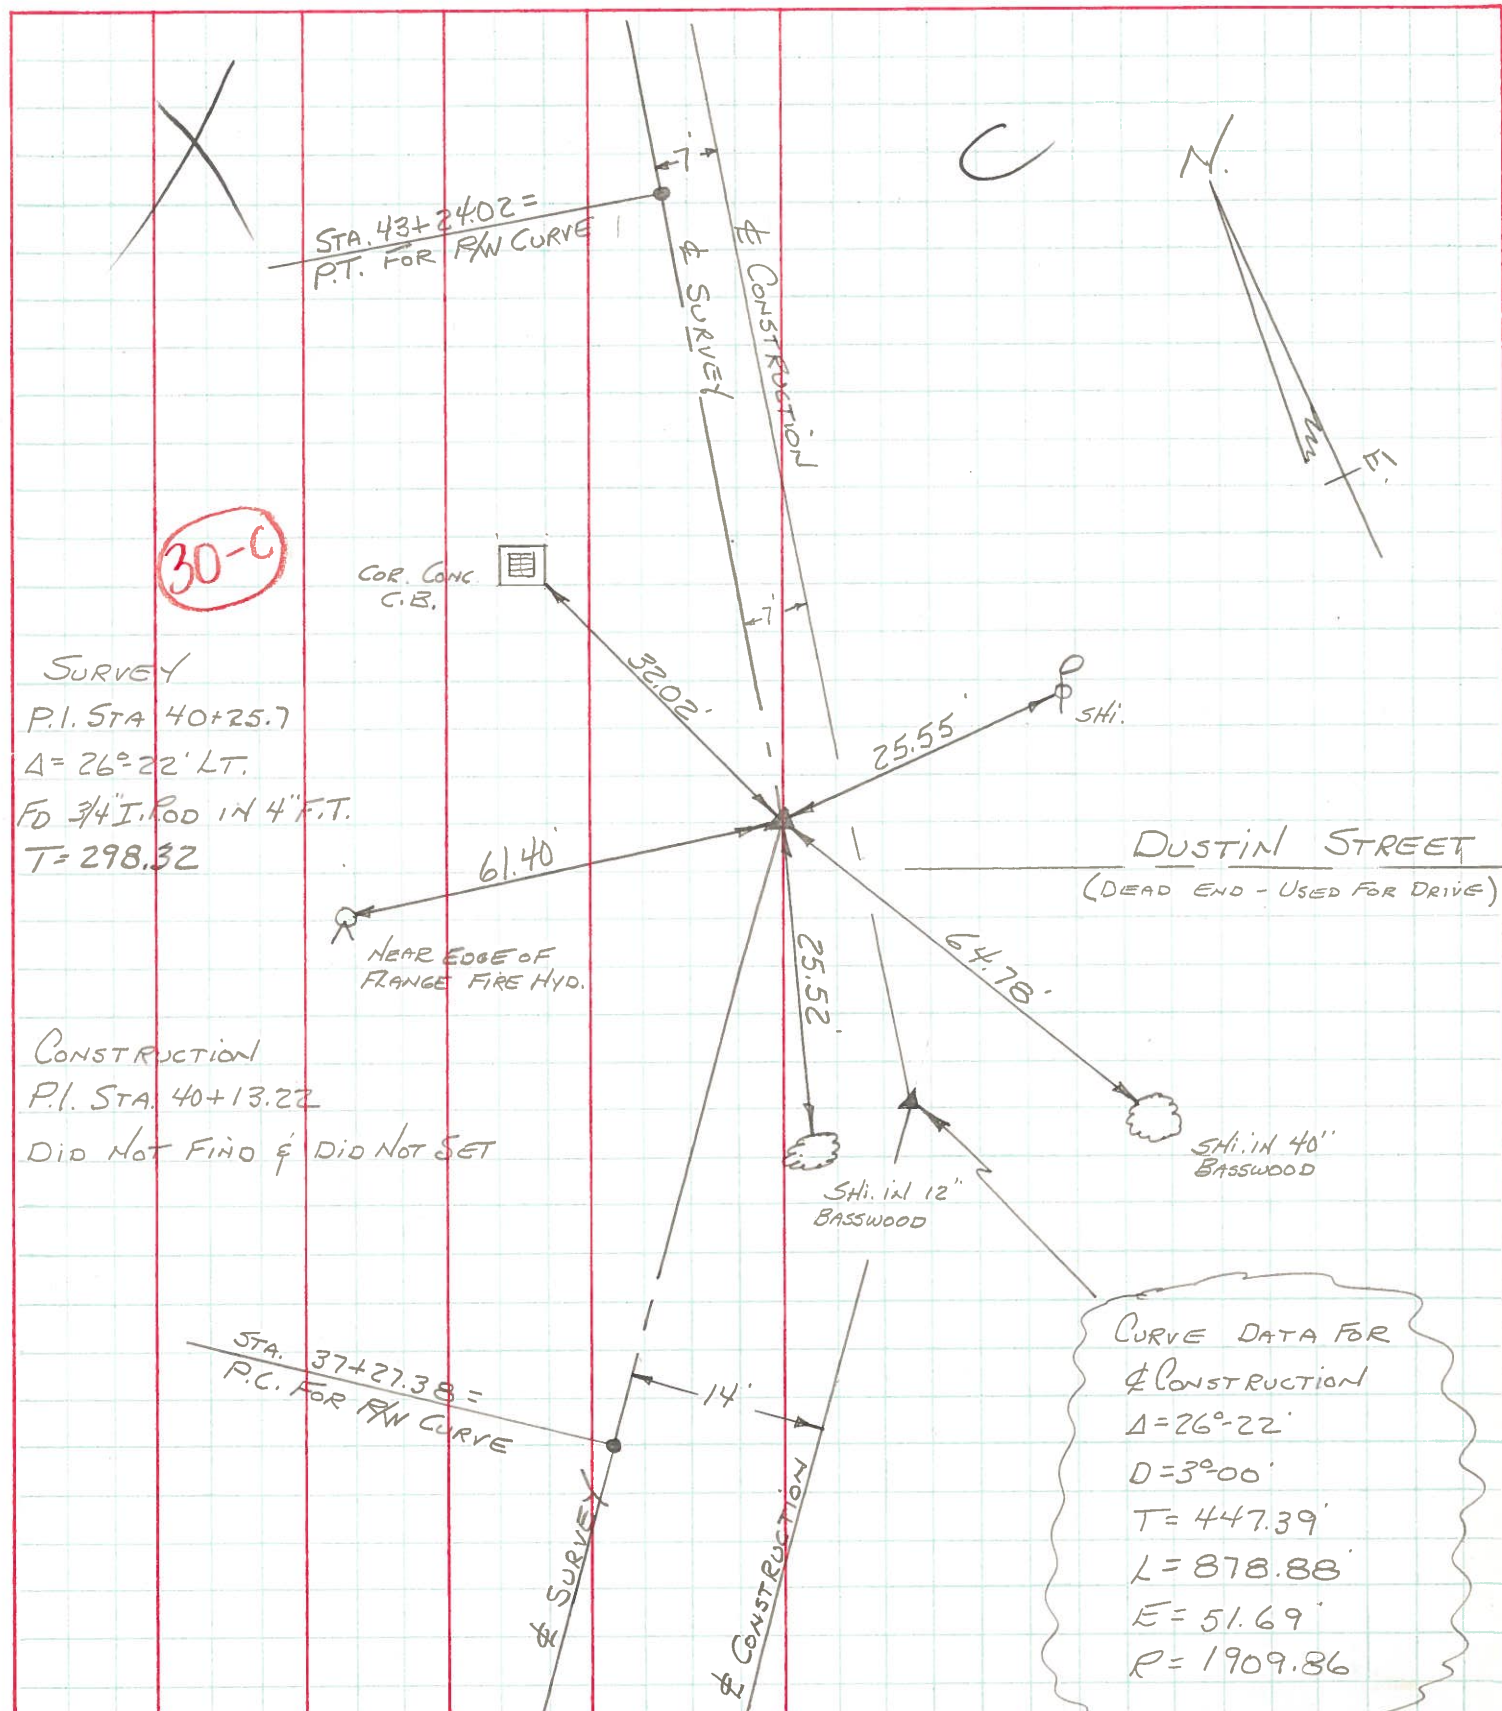 X
C
N.
E.
7'
STA. 43+24.02 =
P.T. FOR R/W CURVE
℄ SURVEY
℄ CONSTRUCTION
30-C
COR. CONC.
C.B.
7'
32.02'
25.55'
SHI.
SURVEY
P.I. STA 40+25.7
Δ = 26°-22' LT.
FD 3/4" I. ROD IN 4" F.T.
T = 298.32
61.40'
NEAR EDGE OF
FLANGE FIRE HYD.
DUSTIN STREET
(DEAD END - USED FOR DRIVE)
25.52'
64.78'
CONSTRUCTION
P.I. STA. 40+13.22
DID NOT FIND & DID NOT SET
SHI. IN 12"
BASSWOOD
SHI. IN 40"
BASSWOOD
STA. 37+27.38 =
P.C. FOR R/W CURVE
14'
℄ SURVEY
℄ CONSTRUCTION
CURVE DATA FOR
℄ CONSTRUCTION
Δ = 26°-22'
D = 3°-00'
T = 447.39'
L = 878.88'
E = 51.69'
R = 1909.86